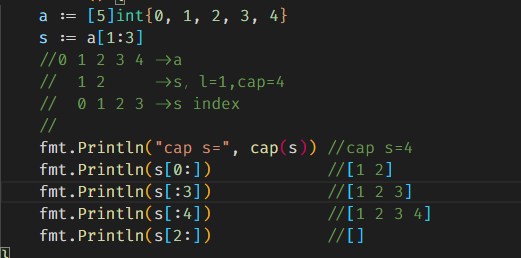 a := [5]int{0, 1, 2, 3, 4}
s := a[1:3]
//0 1 2 3 4 ->a
//  1 2     ->s, l=1,cap=4
//  0 1 2 3 ->s index
//
fmt.Println("cap s=", cap(s)) //cap s=4
fmt.Println(s[0:])            //[1 2]
fmt.Println(s[:3])            //[1 2 3]
fmt.Println(s[:4])            //[1 2 3 4]
fmt.Println(s[2:])            //[]
}